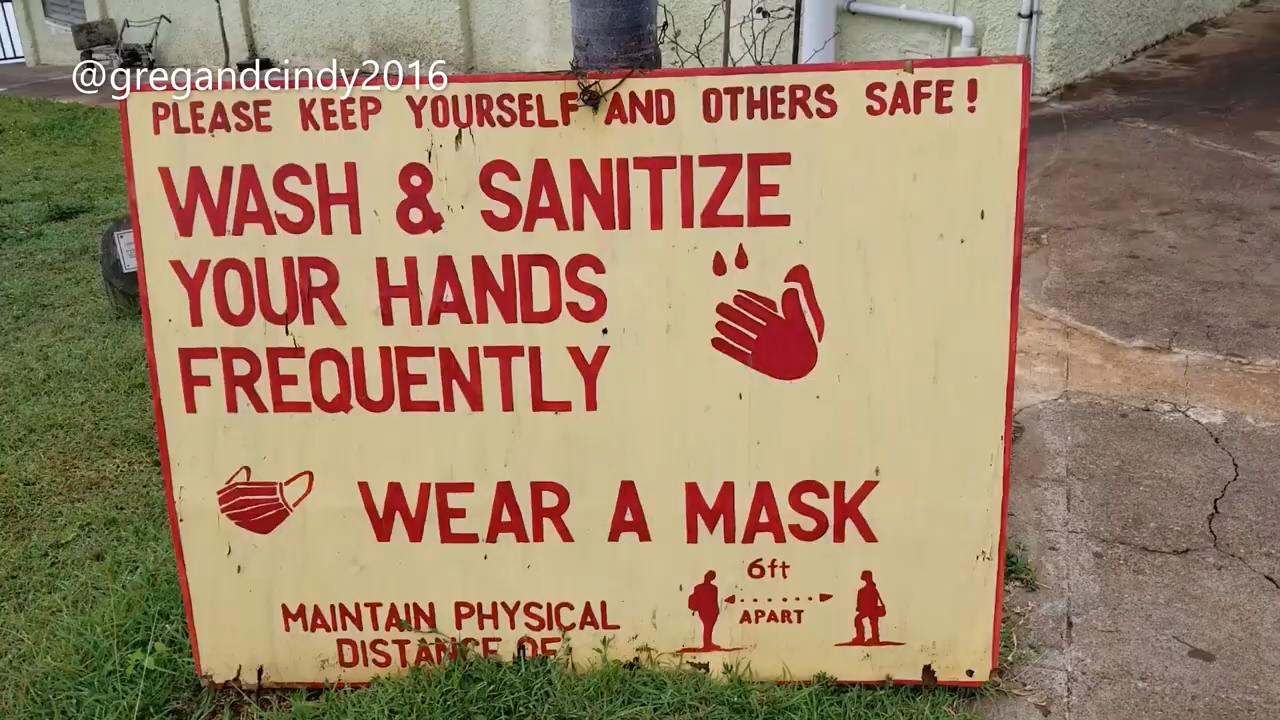 @gregandcindy2016
PLEASE KEEP YOURSELF AND OTHERS SAFE!
WASH & SANITIZE
YOUR HANDS
FREQUENTLY
WEAR A MASK
6ft
APART
MAINTAIN PHYSICAL
DISTANCE OF